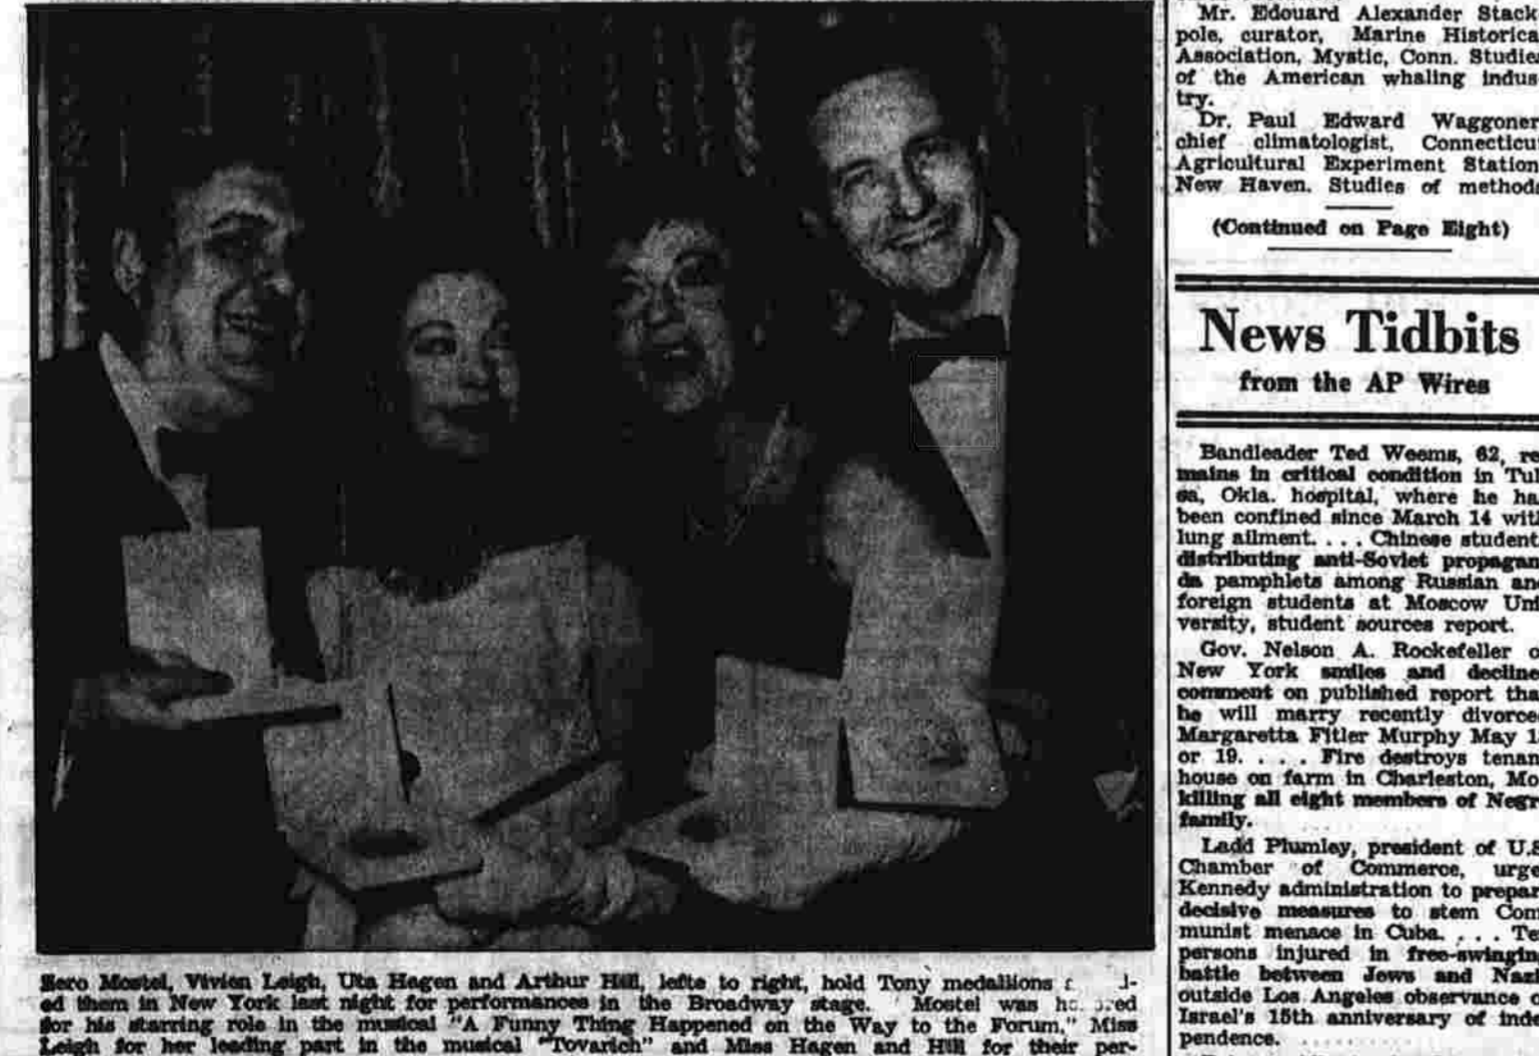 Zero Mostel, Vivien Leigh, Uta Hagen and Arthur Hill, lefte to right, hold Tony medallions
ed them in New York last night for performances in the Broadway stage. Mostel was
for his starring role in the musical "A Funny Thing Happened on the Way to the Forum." Miss
Leigh for her leading part in the musical "Tovarich" and Miss Hagen and Hill for their per-
Mr. Edouard Alexander Stack
pole, curator, Marine Historica
Association, Mystic, Conn. Studie
of the American whaling indus
try.
Dr. Paul Edward Waggoner
chief climatologist, Connecticu
Agricultural Experiment Station
New Haven. Studies of method
(Continued on Page Eight)
News Tidbits
from the AP Wires
Bandleader Ted Weems, 62, re
mains in critical condition in Tul
sa, Okla. hospital, where he ha
been confined since March 14 with
lung ailment. . . . Chinese student
distributing anti-Soviet propagan
da pamphlets among Russian an
foreign students at Moscow Uni
versity, student sources report.
Gov. Nelson A. Rockefeller o
New York smiles and decline
comment on published report tha
he will marry recently divorce
Margaretta Fitler Murphy May 1
or 19. . . . Fire destroys tenan
house on farm in Charleston, Mo
killing all eight members of Negr
family.
Ladd Plumley, president of U.S
Chamber of Commerce, urge
Kennedy administration to prepar
decisive measures to stem Com
munist menace in Cuba. . . . Te
persons injured in free-swinging
battle between Jews and Nazi
outside Los Angeles observance o
Israel's 15th anniversary of inde
pendence.